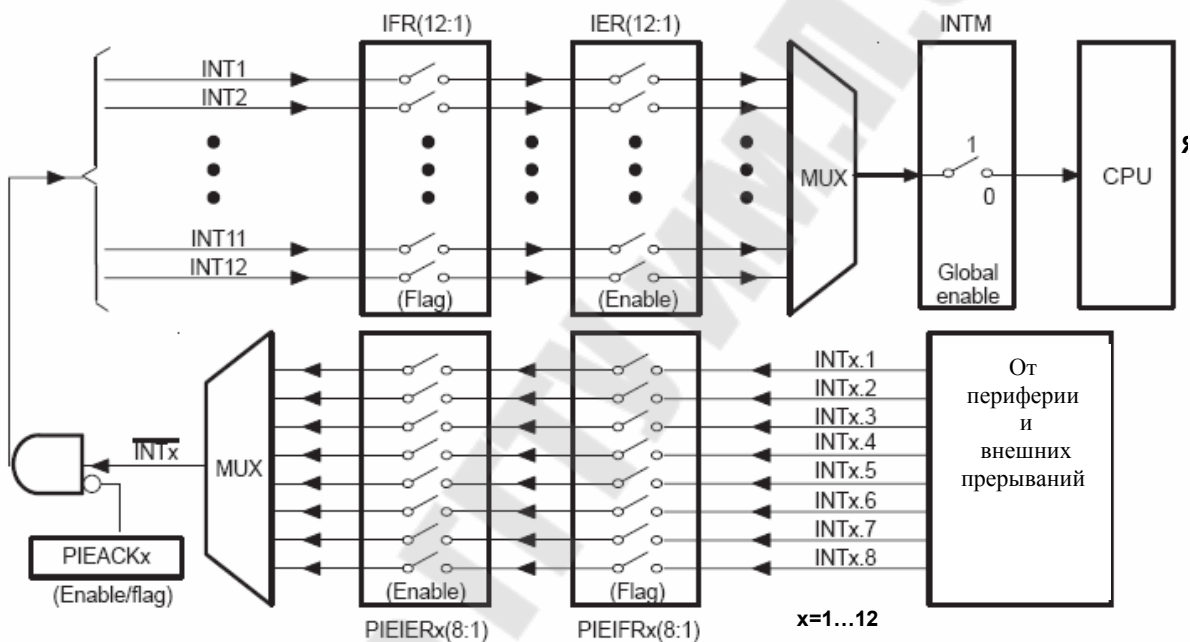 IFR(12:1)
IER(12:1)
INTM
INT1
INT2
INT11
INT12
(Flag)
(Enable)
MUX
1
0
Global
enable
CPU
Я
INTx
MUX
PIEACKx
(Enable/flag)
(Enable)
(Flag)
PIEIERx(8:1)
PIEIFRx(8:1)
INTx.1
INTx.2
INTx.3
INTx.4
INTx.5
INTx.6
INTx.7
INTx.8
x=1...12
От
периферии
и
внешних
прерываний